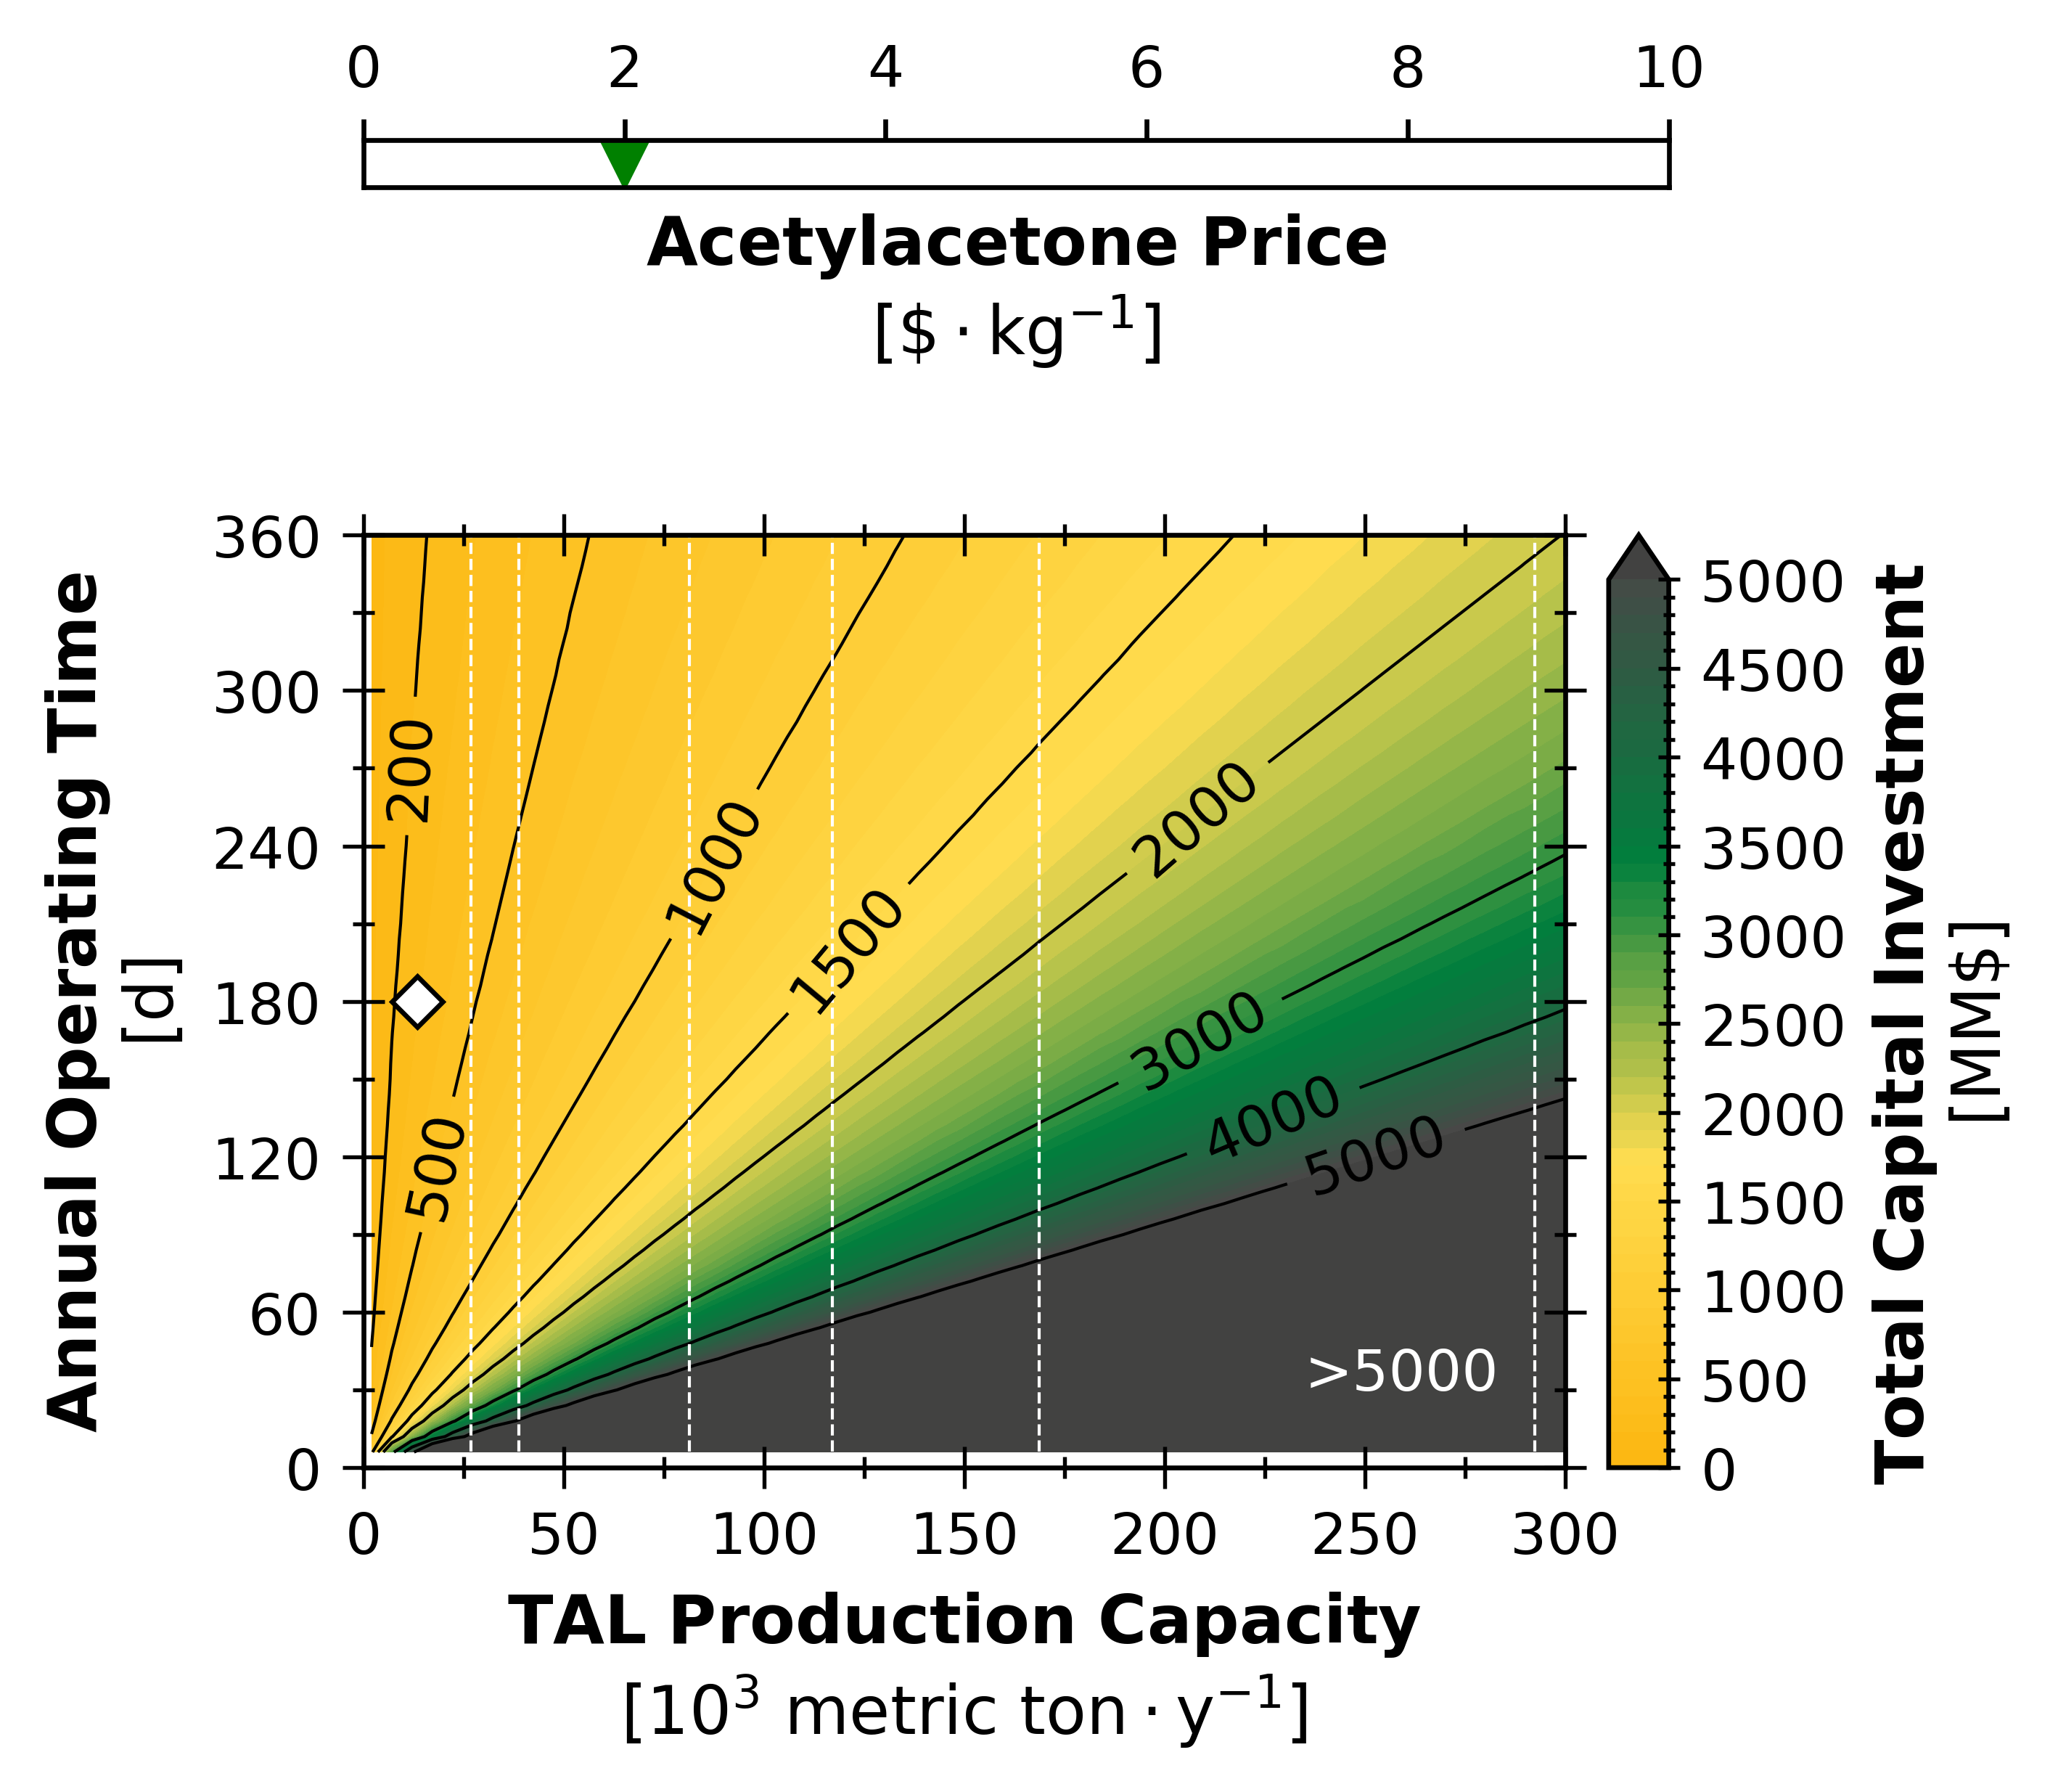 0 2 4 6 8 10
Acetylacetone Price
[$ · kg⁻¹]
Annual Operating Time
[d]
360
300
240
180
120
60
0
200
500
1000
1500
2000
3000
4000
5000
>5000
0 50 100 150 200 250 300
TAL Production Capacity
[10³ metric ton · y⁻¹]
5000
4500
4000
3500
3000
2500
2000
1500
1000
500
0
Total Capital Investment
[MM$]